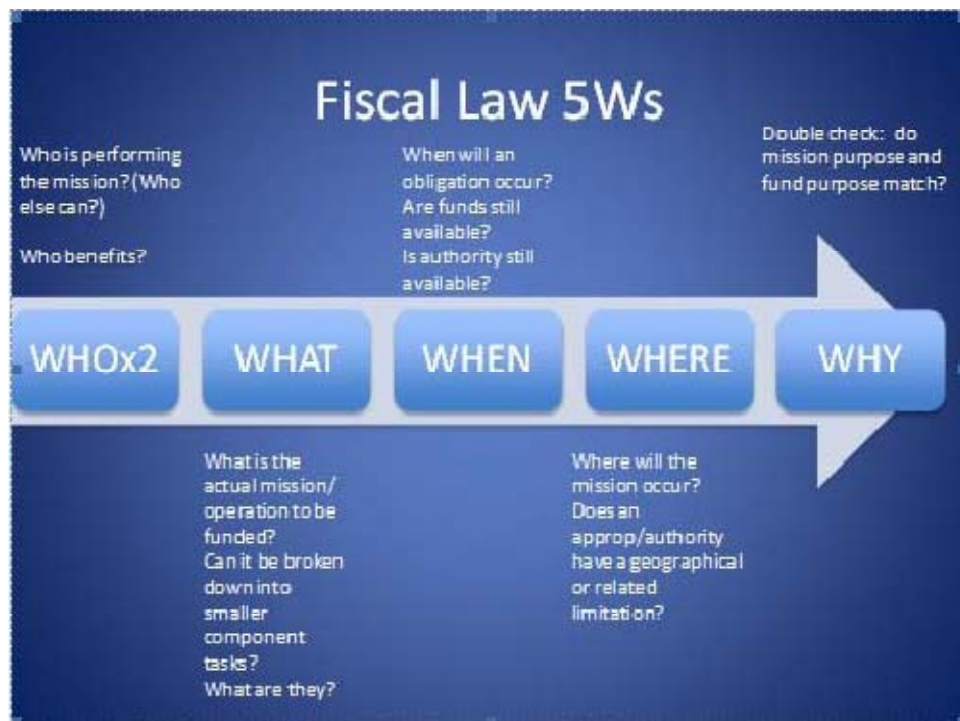 Fiscal Law 5Ws
Who is performing
the mission? (Who
else can?)
Who benefits?
When will an
obligation occur?
Are funds still
available?
Is authority still
available?
Double check: do
mission purpose and
fund purpose match?
WHOx2
WHAT
WHEN
WHERE
WHY
What is the
actual mission/
operation to be
funded?
Can it be broken
down into
smaller
component
tasks?
What are they?
Where will the
mission occur?
Does an
approp/authority
have a geographical
or related
limitation?